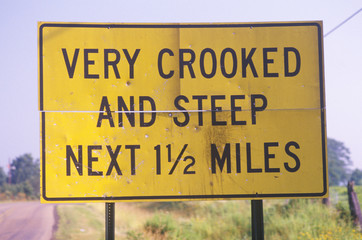 VERY CROOKED
AND STEEP
NEXT 1½ MILES